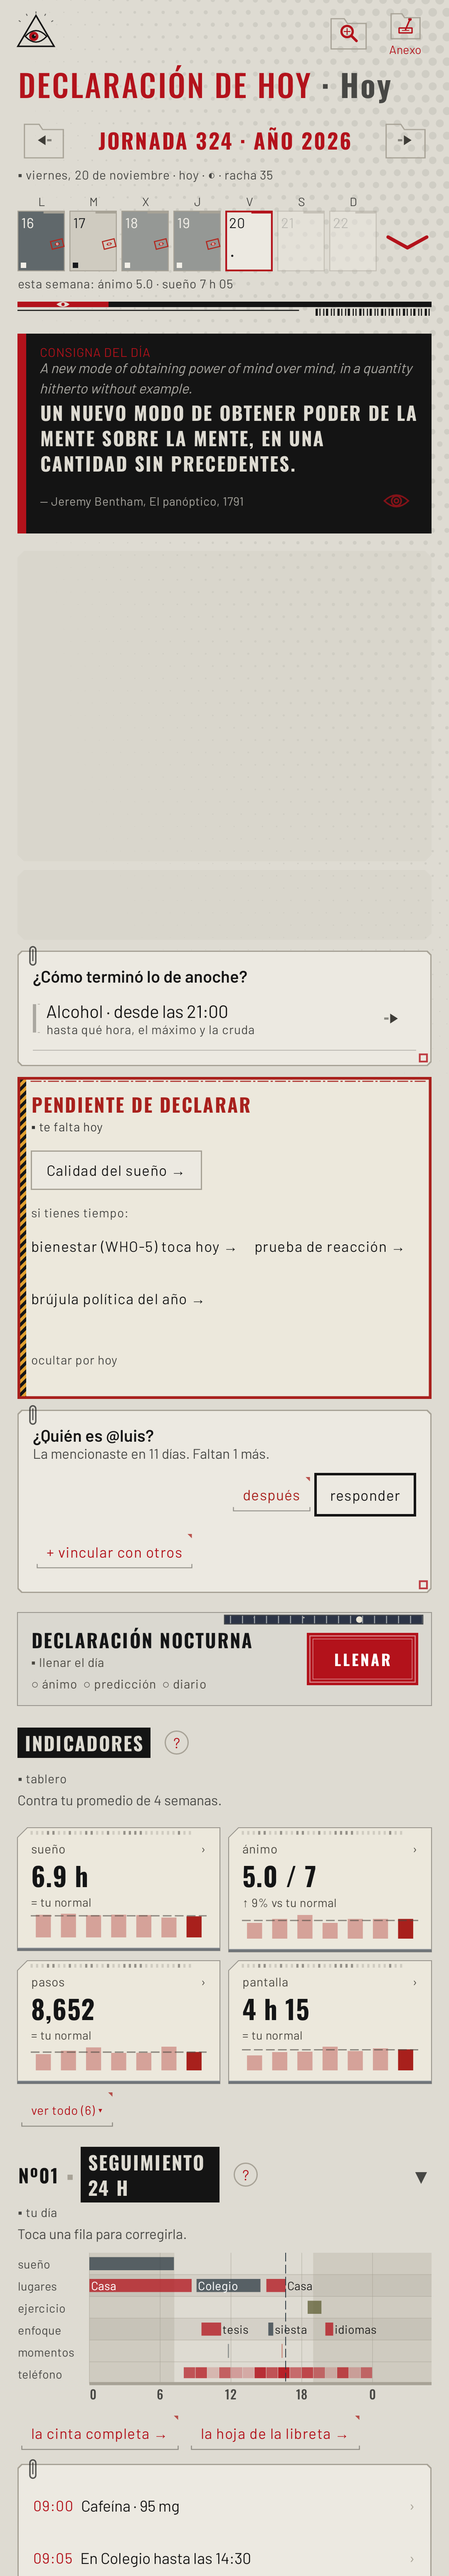 Anexo
DECLARACIÓN DE HOY · Hoy
JORNADA 324 · AÑO 2026
▪ viernes, 20 de noviembre · hoy · ◐ · racha 35
L M X J V S D
16 17 18 19 20 21 22
esta semana: ánimo 5.0 · sueño 7 h 05
CONSIGNA DEL DÍA
A new mode of obtaining power of mind over mind, in a quantity
hitherto without example.
UN NUEVO MODO DE OBTENER PODER DE LA
MENTE SOBRE LA MENTE, EN UNA
CANTIDAD SIN PRECEDENTES.
— Jeremy Bentham, El panóptico, 1791
¿Cómo terminó lo de anoche?
Alcohol · desde las 21:00
hasta qué hora, el máximo y la cruda
PENDIENTE DE DECLARAR
▪ te falta hoy
Calidad del sueño →
si tienes tiempo:
bienestar (WHO-5) toca hoy → prueba de reacción →
brújula política del año →
ocultar por hoy
¿Quién es @luis?
La mencionaste en 11 días. Faltan 1 más.
después responder
+ vincular con otros
DECLARACIÓN NOCTURNA
▪ llenar el día
○ ánimo ○ predicción ○ diario
LLENAR
INDICADORES ?
▪ tablero
Contra tu promedio de 4 semanas.
sueño ›
6.9 h
= tu normal
ánimo ›
5.0 / 7
↑ 9% vs tu normal
pasos ›
8,652
= tu normal
pantalla ›
4 h 15
= tu normal
ver todo (6) ▾
Nº01 ▪ SEGUIMIENTO
24 H ? ▼
▪ tu día
Toca una fila para corregirla.
sueño
lugares Casa Colegio Casa
ejercicio
enfoque tesis siesta idiomas
momentos
teléfono
0 6 12 18 0
la cinta completa → la hoja de la libreta →
09:00 Cafeína · 95 mg ›
09:05 En Colegio hasta las 14:30 ›